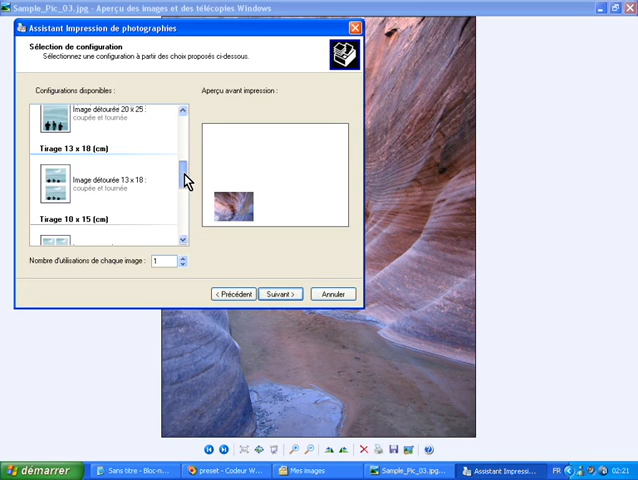 Sample_Pic_03.jpg - Aperçu des images et des télécopies Windows
Assistant Impression de photographies
Sélection de configuration
Sélectionnez une configuration à partir des choix proposés ci-dessous.
Configurations disponibles :
Aperçu avant impression :
Image détourée 20 x 25 :
coupée et tournée
Tirage 13 x 18 (cm)
Image détourée 13 x 18 :
coupée et tournée
Tirage 10 x 15 (cm)
Nombre d'utilisations de chaque image :
1
< Précédent
Suivant >
Annuler
démarrer
Sans titre - Bloc-n...
preset - Codeur W...
Mes images
Sample_Pic_03.jpg...
Assistant Impressi...
FR
02:21